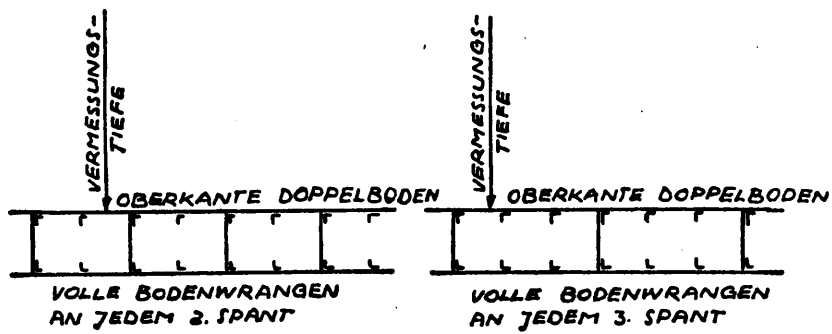 VERMESSUNGS-
TIEFE
OBERKANTE DOPPELBODEN
VOLLE BODENWRANGEN
AN JEDEM 2. SPANT
VERMESSUNGS-
TIEFE
OBERKANTE DOPPELBODEN
VOLLE BODENWRANGEN
AN JEDEM 3. SPANT